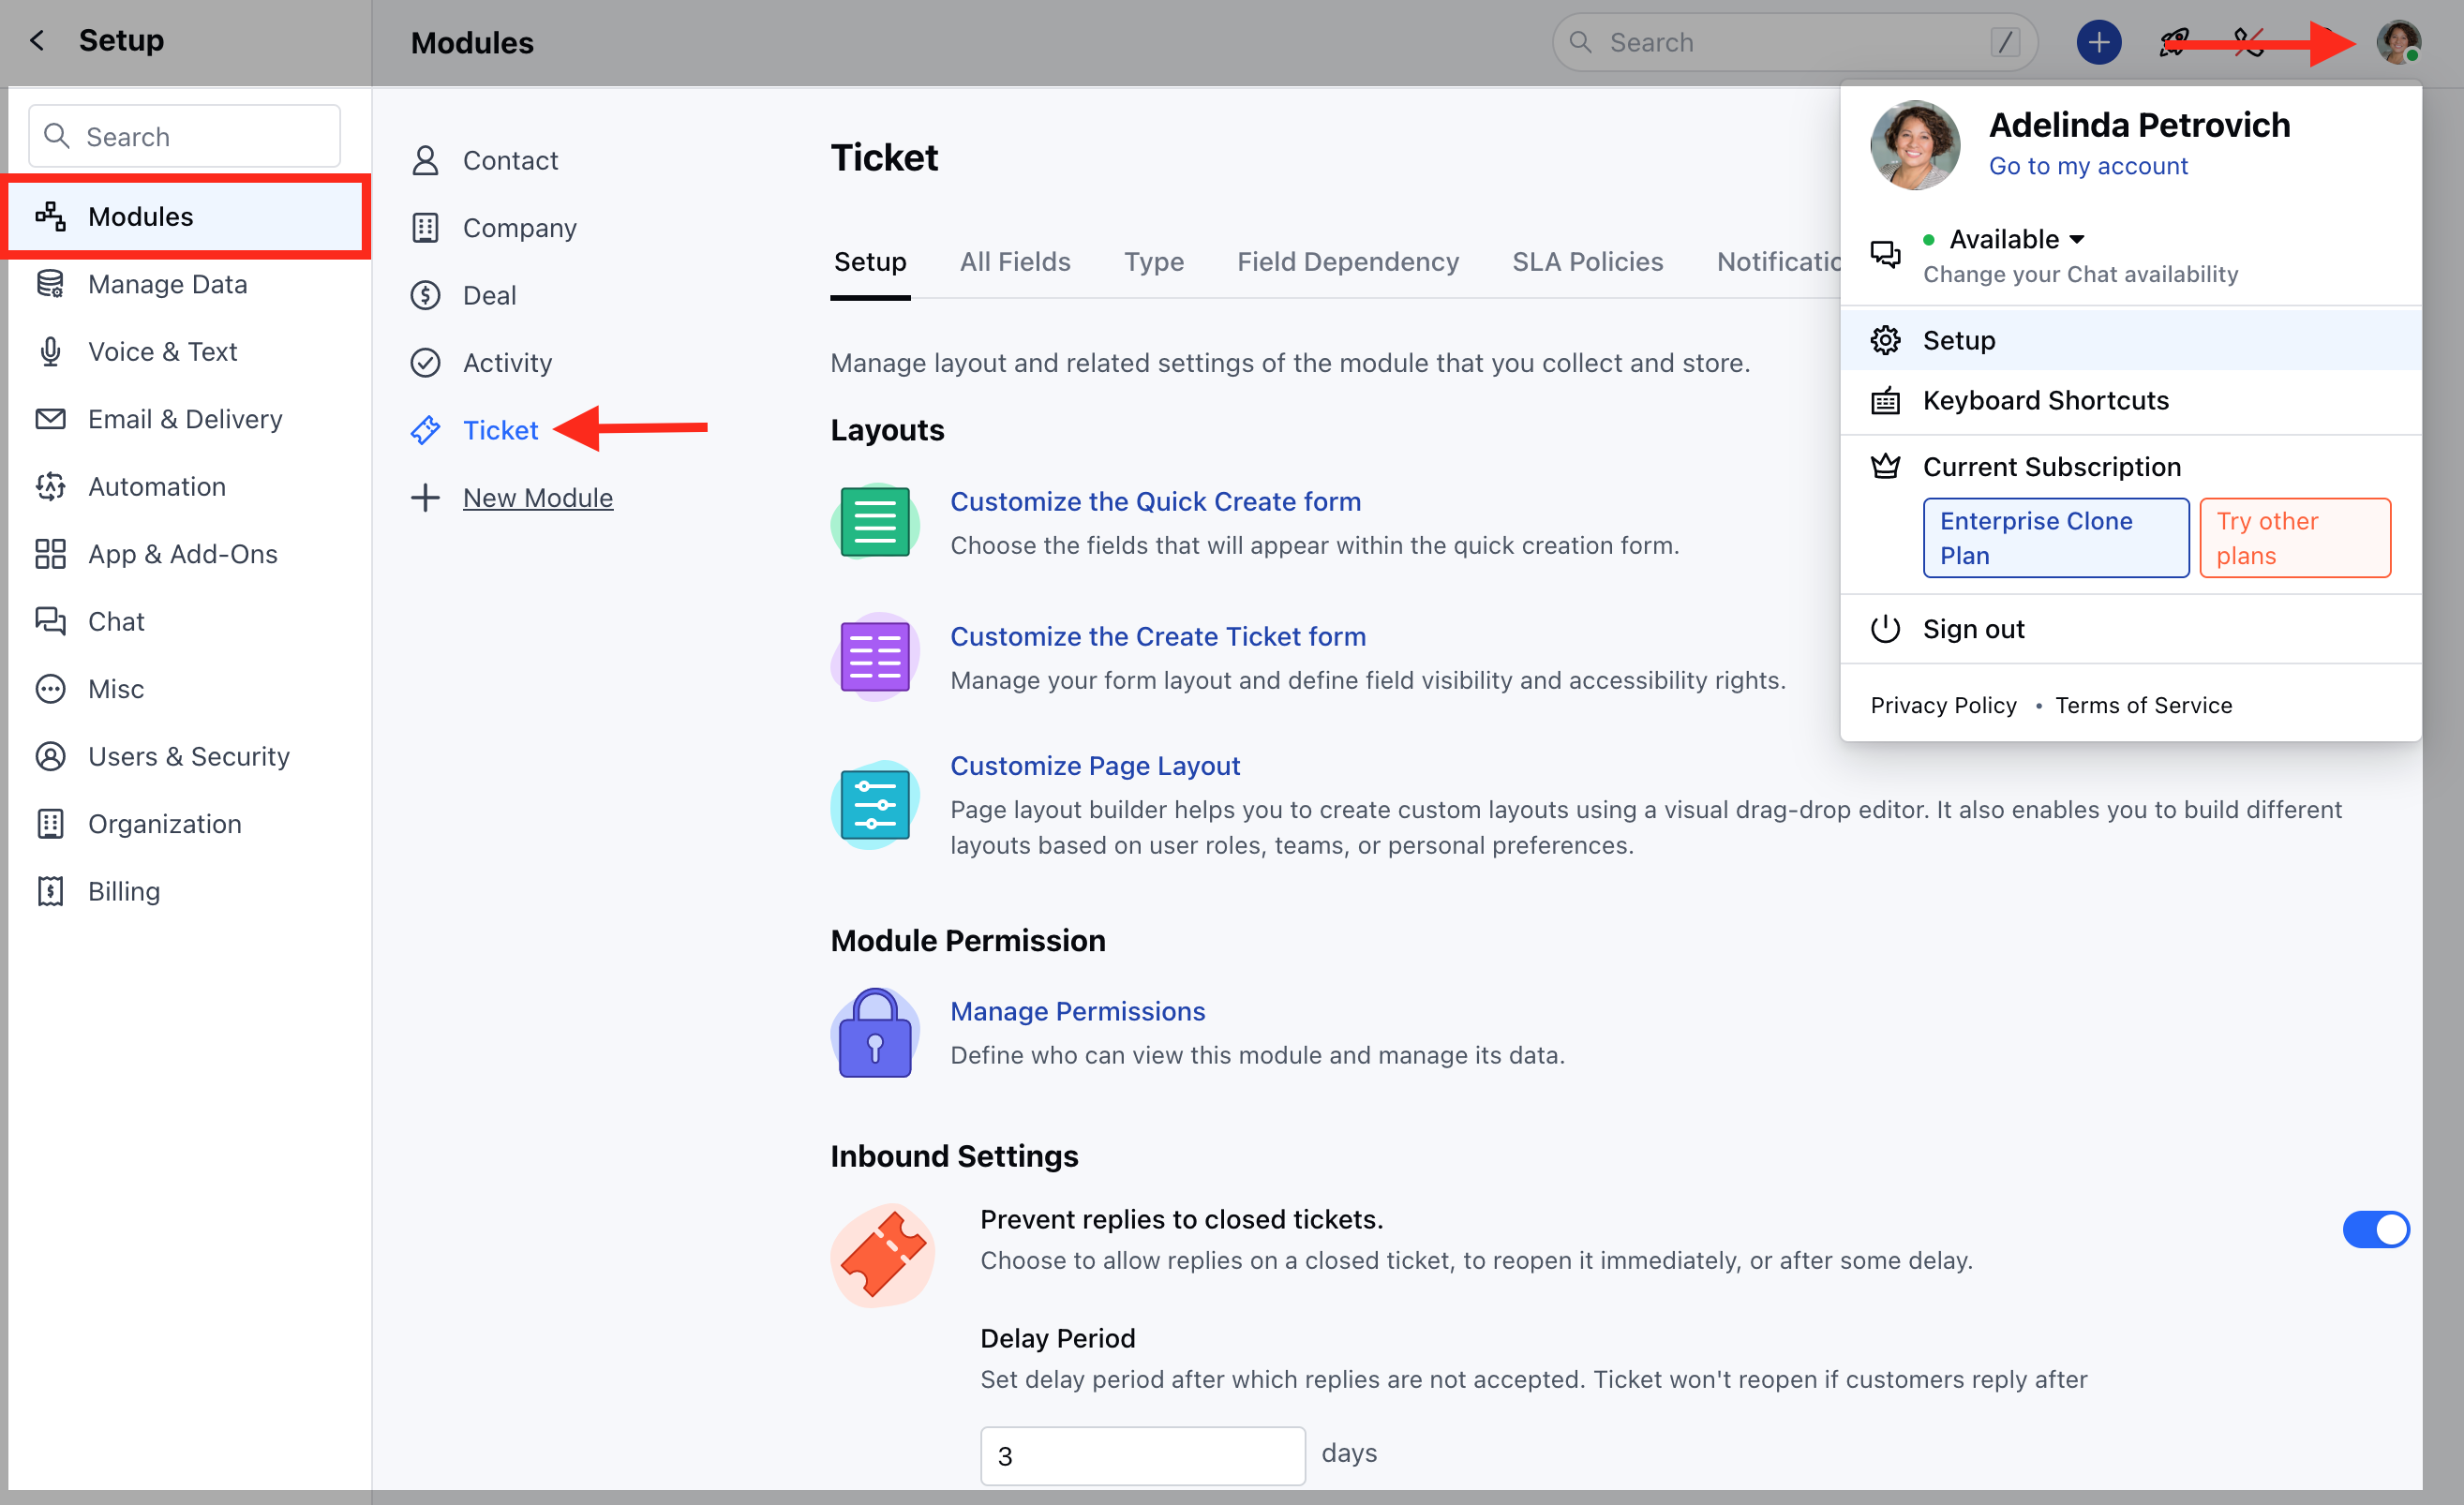 Setup
Modules
Search
/
Search
Modules
Manage Data
Voice & Text
Email & Delivery
Automation
App & Add-Ons
Chat
Misc
Users & Security
Organization
Billing
Contact
Company
Deal
Activity
Ticket
New Module
Ticket
Setup
All Fields
Type
Field Dependency
SLA Policies
Notificatio
Manage layout and related settings of the module that you collect and store.
Layouts
Customize the Quick Create form
Choose the fields that will appear within the quick creation form.
Customize the Create Ticket form
Manage your form layout and define field visibility and accessibility rights.
Customize Page Layout
Page layout builder helps you to create custom layouts using a visual drag-drop editor. It also enables you to build different
layouts based on user roles, teams, or personal preferences.
Module Permission
Manage Permissions
Define who can view this module and manage its data.
Inbound Settings
Prevent replies to closed tickets.
Choose to allow replies on a closed ticket, to reopen it immediately, or after some delay.
Delay Period
Set delay period after which replies are not accepted. Ticket won't reopen if customers reply after
3 days
Adelinda Petrovich
Go to my account
Available
Change your Chat availability
Setup
Keyboard Shortcuts
Current Subscription
Enterprise Clone
Plan
Try other
plans
Sign out
Privacy Policy • Terms of Service